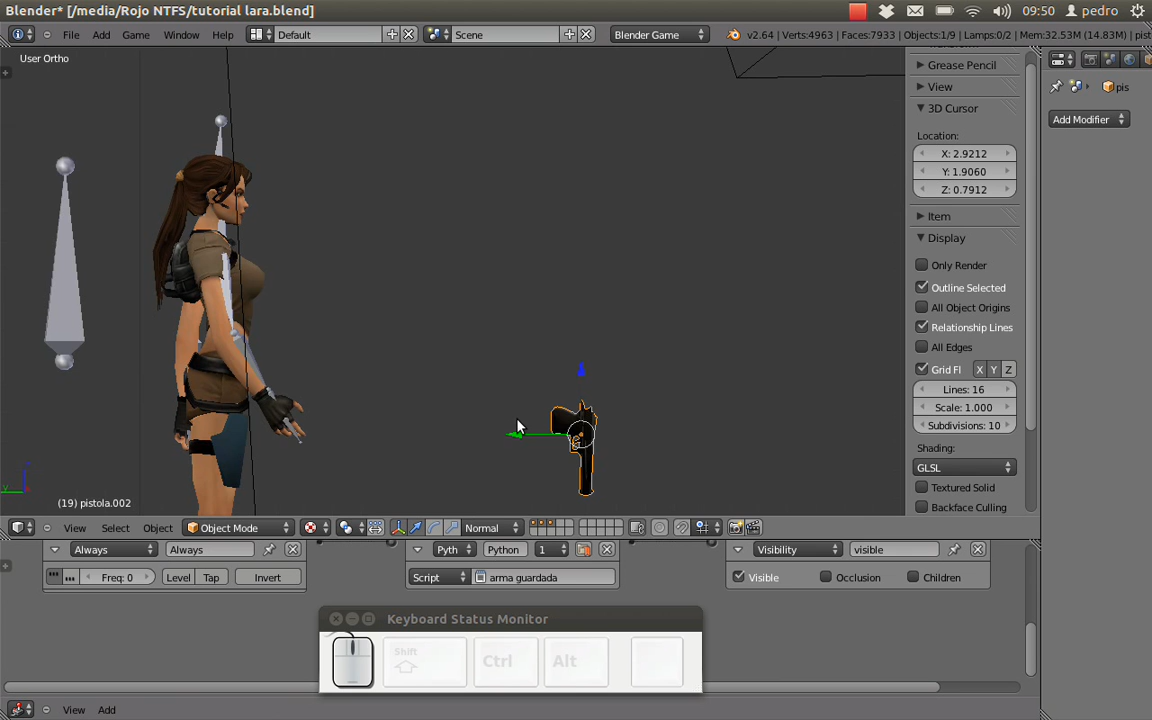 Blender* [/media/Rojo NTFS/tutorial lara.blend]
09:50
pedro
File Add Game Window Help
Default
Scene
Blender Game
v2.64 | Verts:4963 | Faces:7933 | Objects:1/9 | Lamps:0/2 | Mem:32.53M (14.83M) | pist
User Ortho
Grease Pencil
View
3D Cursor
Location:
X: 2.9212
Y: 1.9060
Z: 0.7912
Item
Display
Only Render
Outline Selected
All Object Origins
Relationship Lines
All Edges
Grid Fl X Y Z
Lines: 16
Scale: 1.000
Subdivisions: 10
Shading:
GLSL
Textured Solid
Backface Culling
pis
Add Modifier
(19) pistola.002
View Select Object
Object Mode
Normal
Always Always
Freq: 0 Level Tap Invert
Pyth Python 1
Script arma guardada
Visibility visible
Visible Occlusion Children
Keyboard Status Monitor
Shift
Ctrl
Alt
View Add